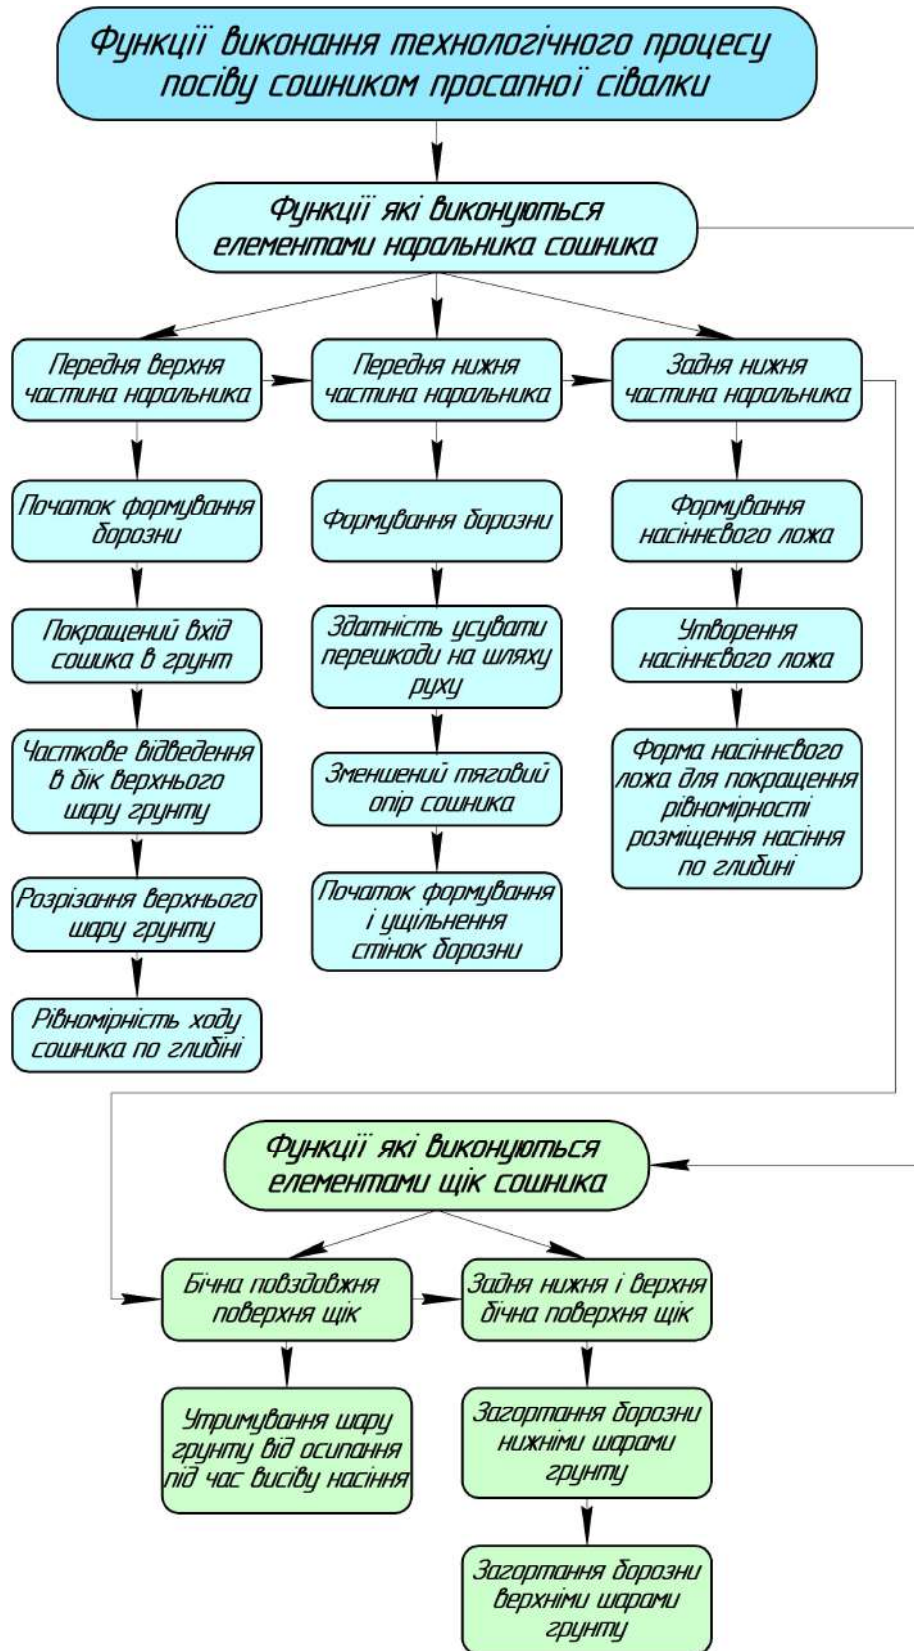 Функції виконання технологічного процесу
посіву сошником просапної сівалки
Функції які виконуються
елементами наральника сошника
Передня верхня
частина наральника
Передня нижня
частина наральника
Задня нижня
частина наральника
Початок формування
борозни
Формування борозни
Формування
насіннєвого ложа
Покращений вхід
сошика в грунт
Здатність усувати
перешкоди на шляху
руху
Утворення
насіннєвого ложа
Часткове відведення
в бік верхнього
шару грунту
Зменшений тяговий
опір сошника
Форма насіннєвого
ложа для покращення
рівномірності
розміщення насіння
по глибині
Розрізання верхнього
шару грунту
Початок формування
і ущільнення
стінок борозни
Рівномірність ходу
сошника по глибіні
Функції які виконуються
елементами щік сошника
Бічна повздовжня
поверхня щік
Задня нижня і верхня
бічна поверхня щік
Утримування шару
грунту від осипання
під час висіву насіння
Загортання борозни
нижніми шарами
грунту
Загортання борозни
верхніми шарами
грунту